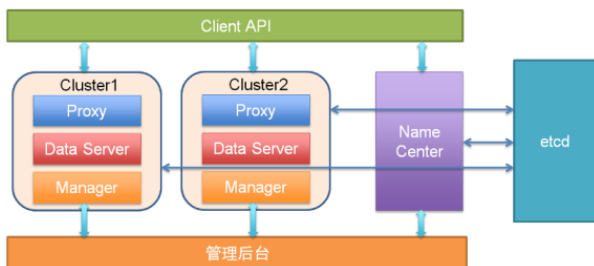 Client API
Cluster1
Proxy
Data Server
Manager
Cluster2
Proxy
Data Server
Manager
Name
Center
etcd
管理后台